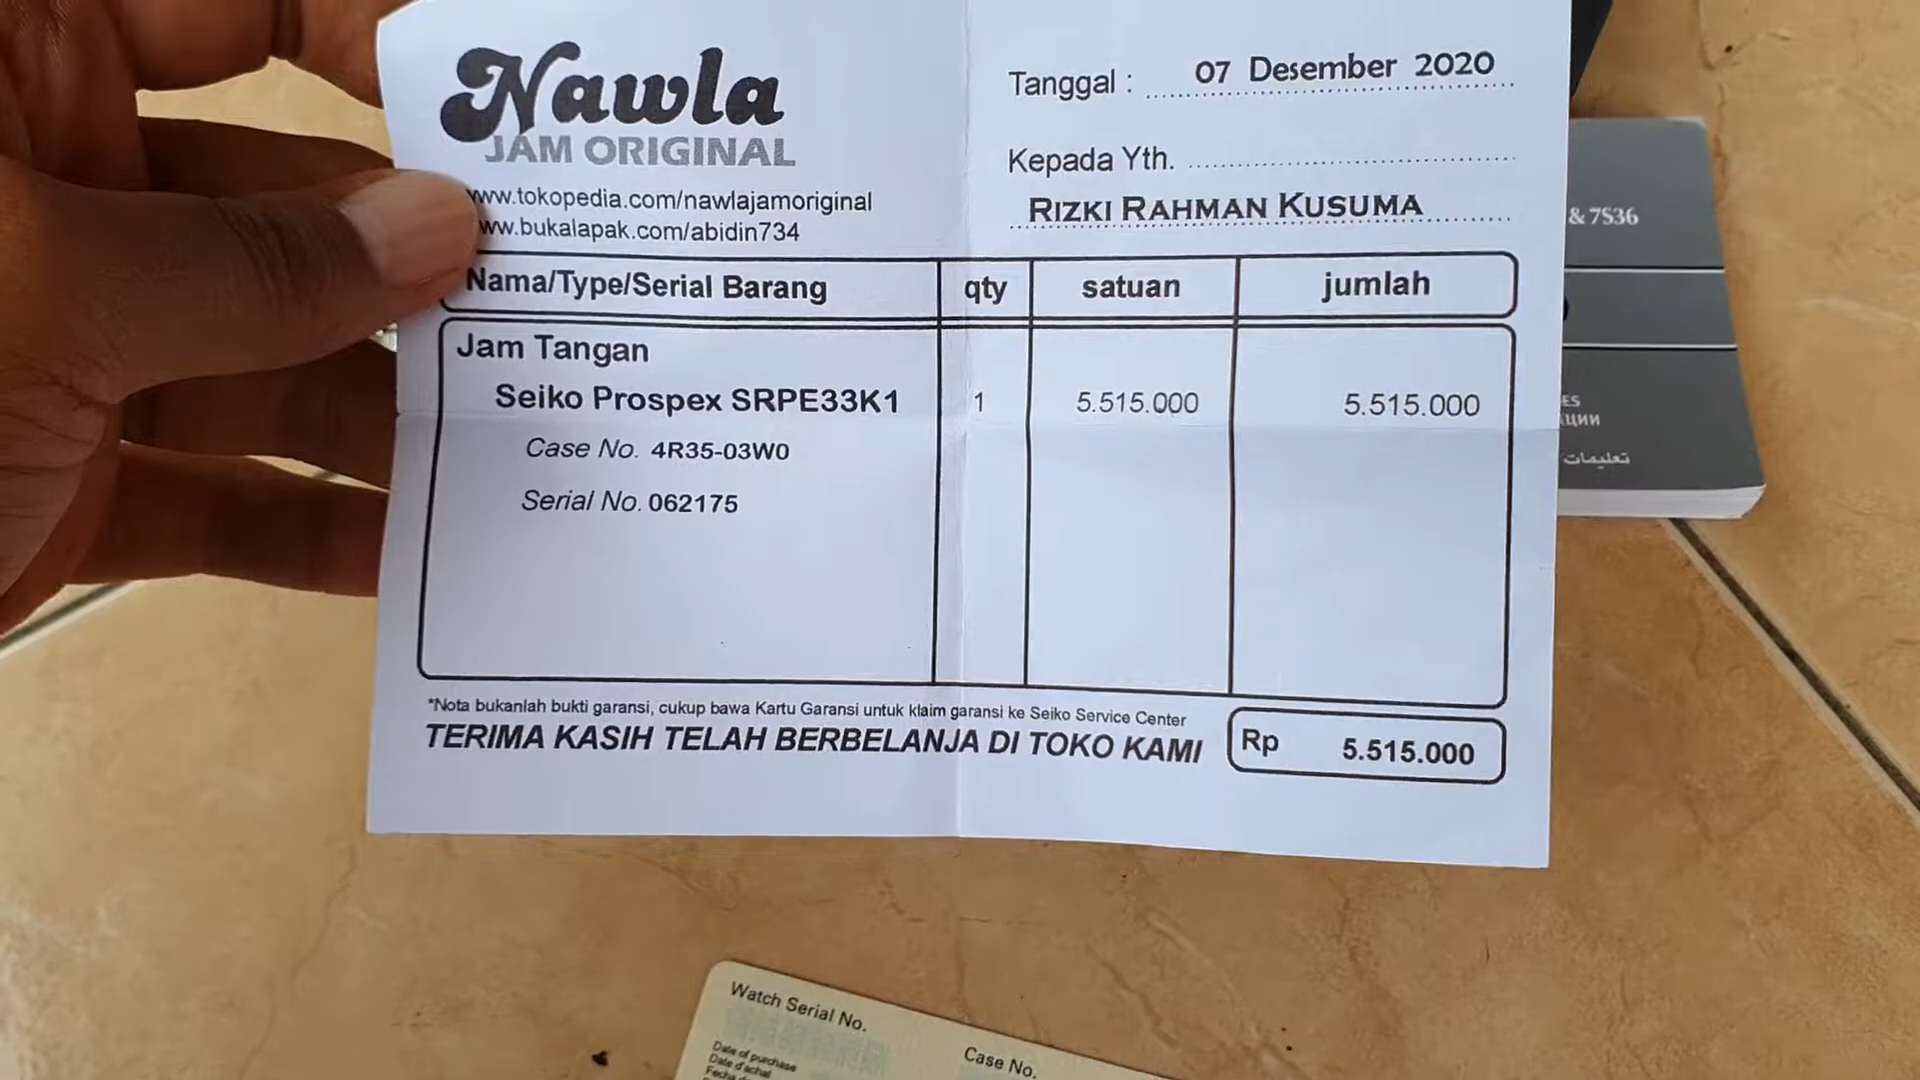 Nawla
JAM ORIGINAL
www.tokopedia.com/nawlajamoriginal
ww.bukalapak.com/abidin734
Tanggal : 07 Desember 2020
Kepada Yth.
RIZKI RAHMAN KUSUMA
Nama/Type/Serial Barang qty satuan jumlah
Jam Tangan
Seiko Prospex SRPE33K1 1 5.515.000 5.515.000
Case No. 4R35-03W0
Serial No. 062175
*Nota bukanlah bukti garansi, cukup bawa Kartu Garansi untuk klaim garansi ke Seiko Service Center
TERIMA KASIH TELAH BERBELANJA DI TOKO KAMI
Rp 5.515.000
& 7S36
ES
ЦИИ
تعليمات
Watch Serial No.
Date of purchase
Date d'achat
Case No.